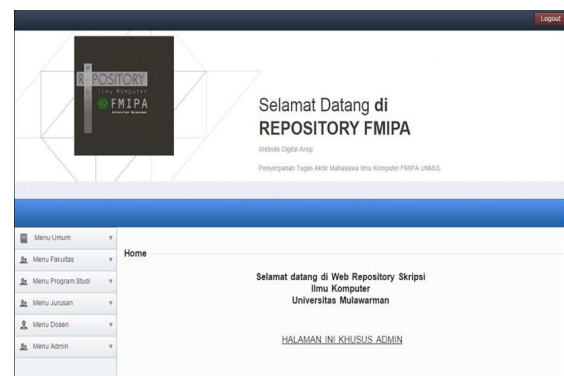 Logout
REPOSITORY
Ilmu Komputer
FMIPA
Universitas Mulawarman
Selamat Datang di
REPOSITORY FMIPA
Website Digital Arsip
Penyimpanan Tugas Akhir Mahasiswa Ilmu Komputer FMIPA UNMUL
Menu Umum
Menu Fakultas
Menu Program Studi
Menu Jurusan
Menu Dosen
Menu Admin
Home
Selamat datang di Web Repository Skripsi
Ilmu Komputer
Universitas Mulawarman
HALAMAN INI KHUSUS ADMIN